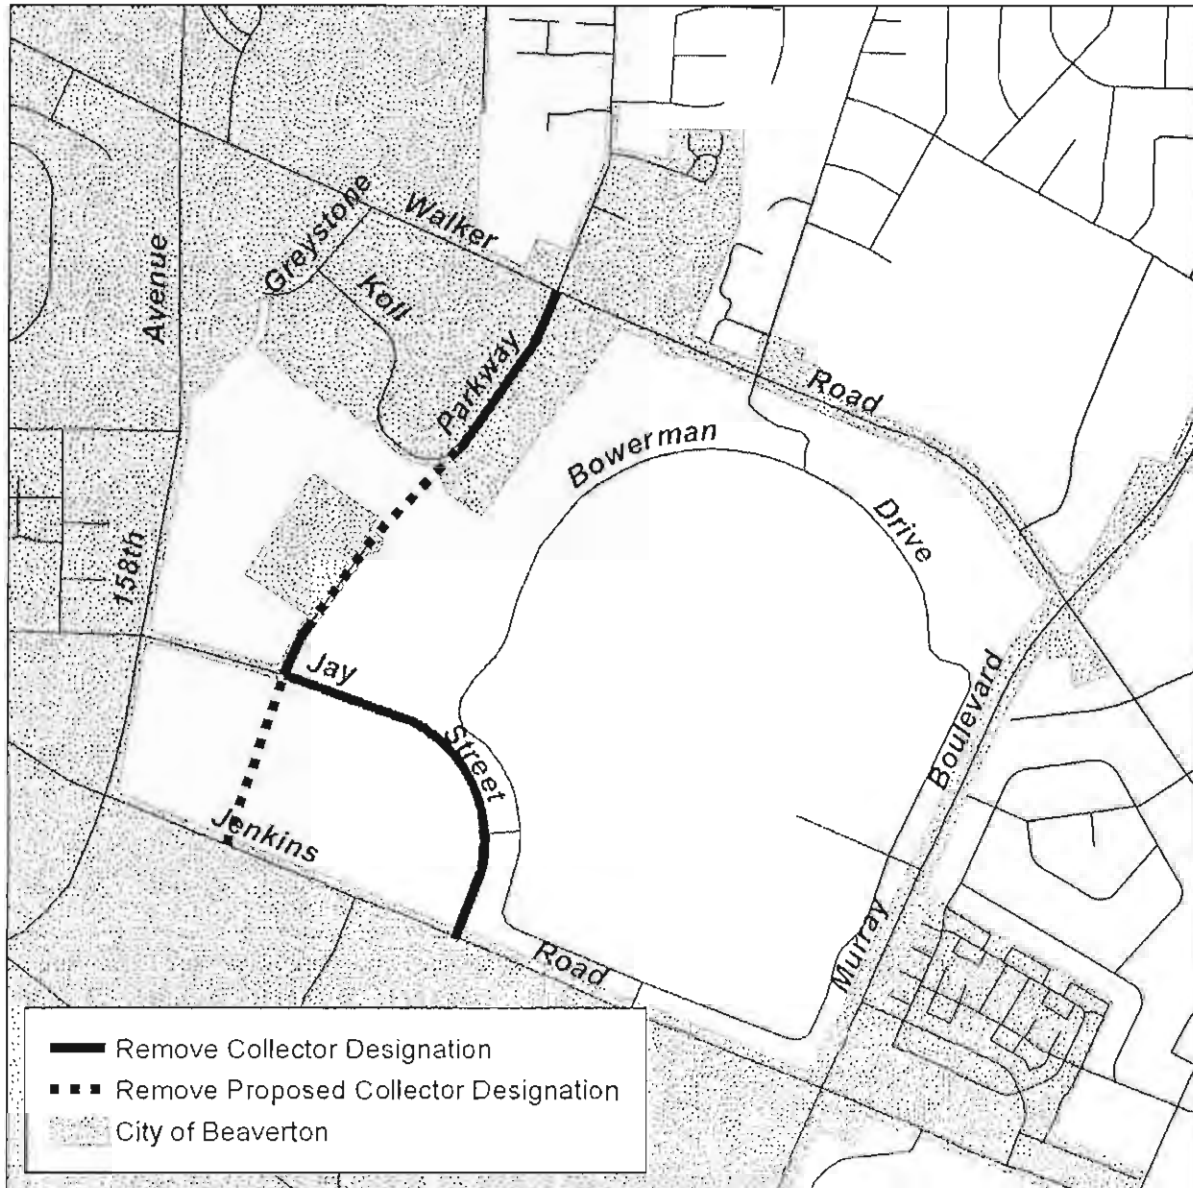 Greystone
Walker
Avenue
Koll
Parkway
Road
Bowerman
Drive
158th
Jay
Street
Boulevard
Jenkins
Road
Murray
Remove Collector Designation
Remove Proposed Collector Designation
City of Beaverton